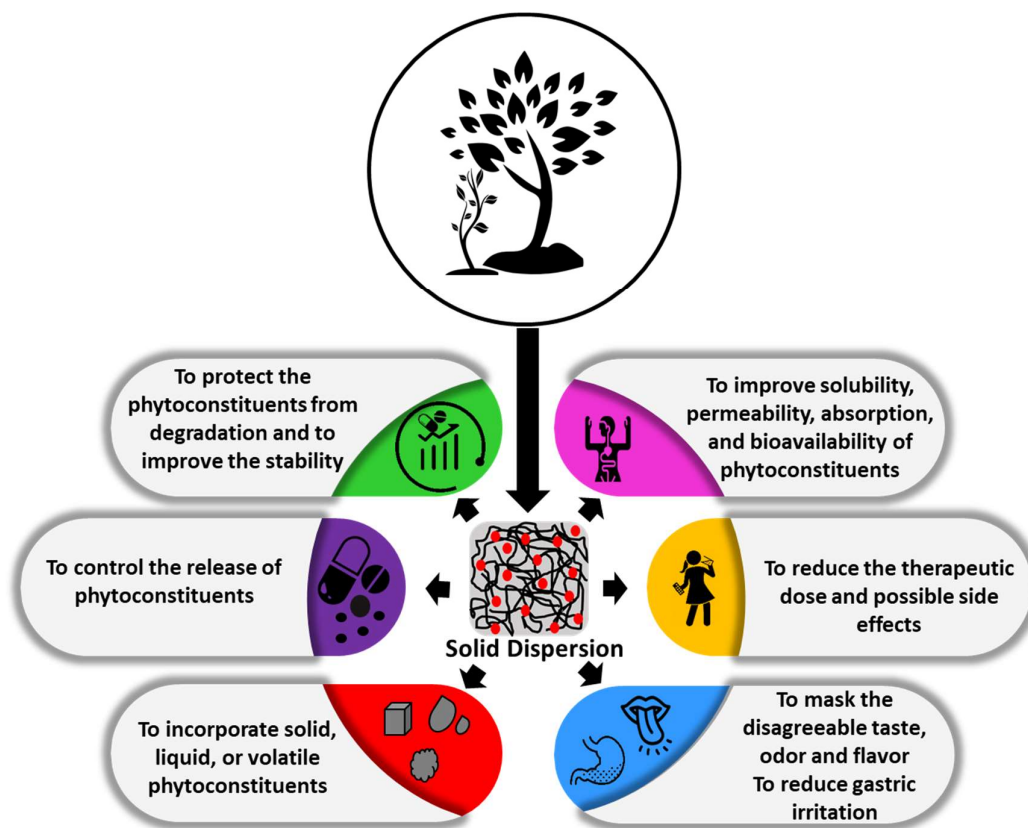 To protect the
phytoconstituents from
degradation and to
improve the stability
To improve solubility,
permeability, absorption,
and bioavailability of
phytoconstituents
To control the release of
phytoconstituents
To reduce the therapeutic
dose and possible side
effects
Solid Dispersion
To incorporate solid,
liquid, or volatile
phytoconstituents
To mask the
disagreeable taste,
odor and flavor
To reduce gastric
irritation